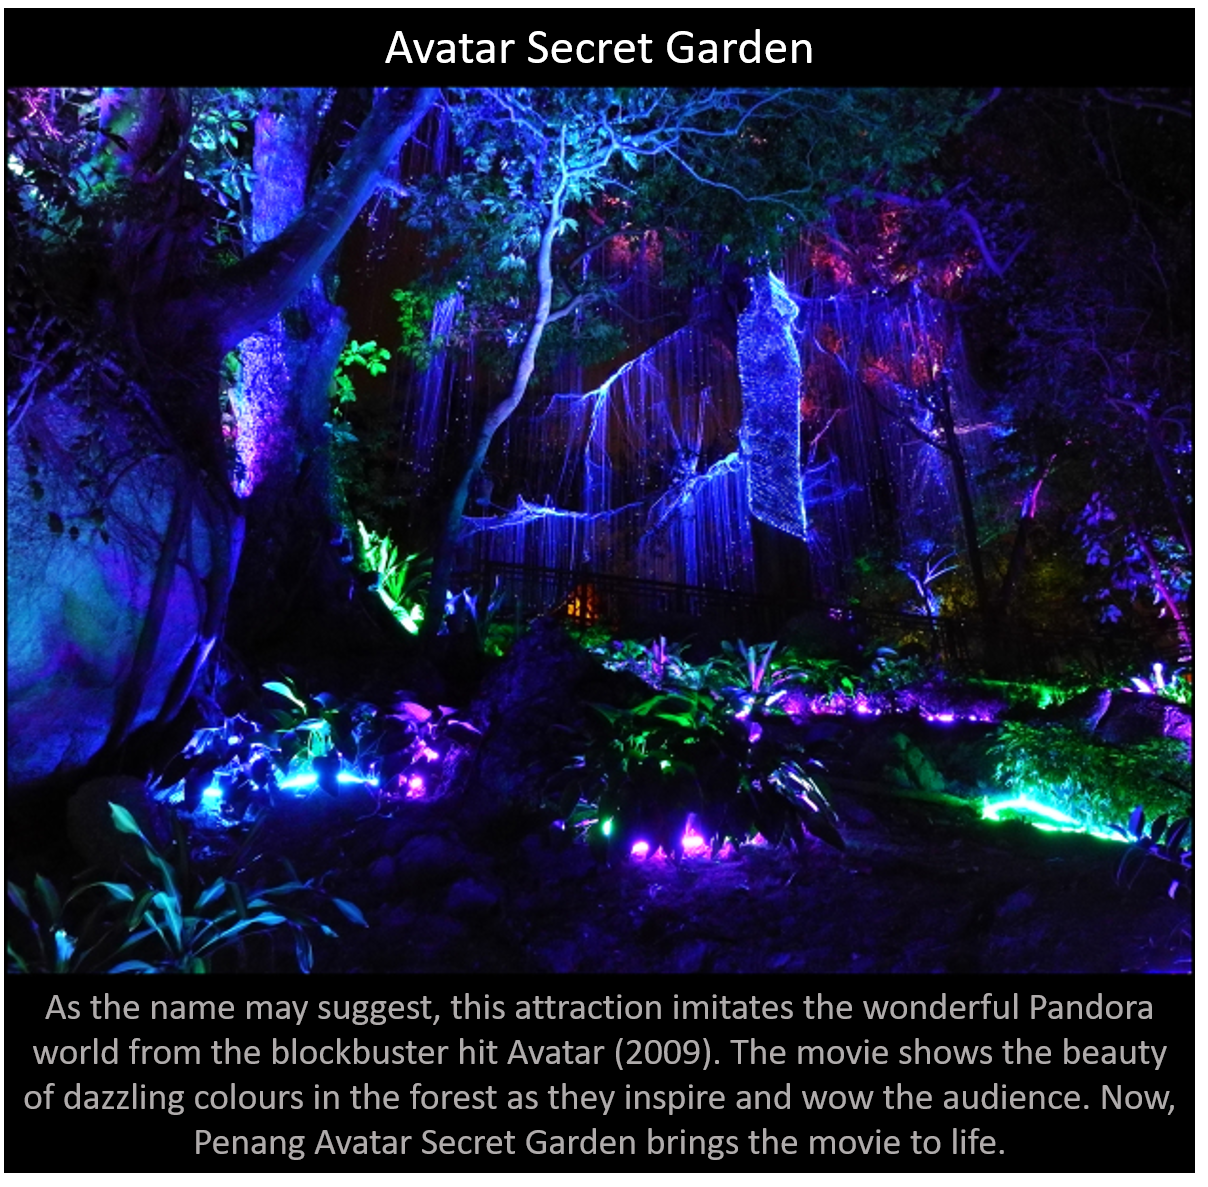 Avatar Secret Garden
As the name may suggest, this attraction imitates the wonderful Pandora
world from the blockbuster hit Avatar (2009). The movie shows the beauty
of dazzling colours in the forest as they inspire and wow the audience. Now,
Penang Avatar Secret Garden brings the movie to life.